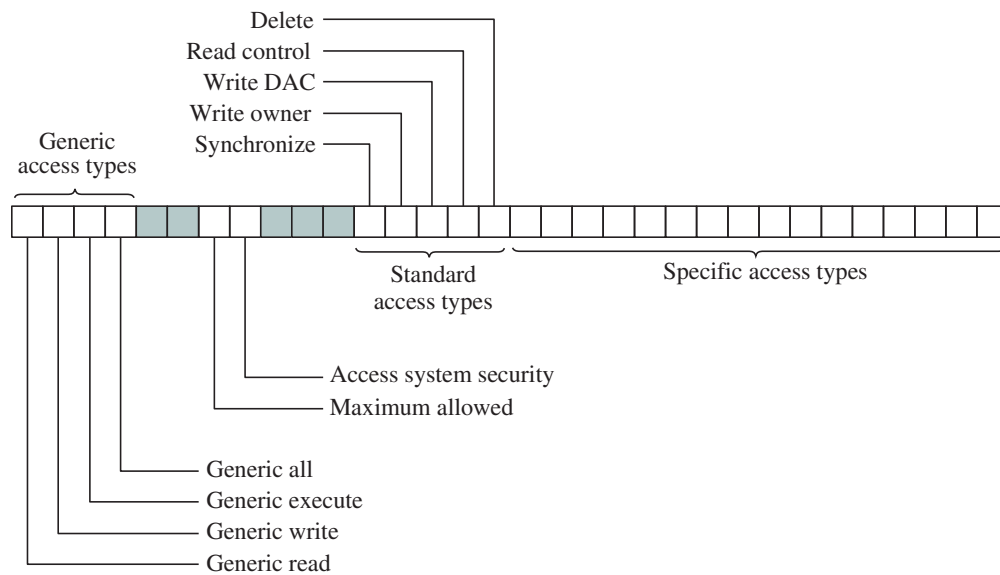 Delete
Read control
Write DAC
Write owner
Synchronize
Generic
access types
Standard
access types
Specific access types
Access system security
Maximum allowed
Generic all
Generic execute
Generic write
Generic read